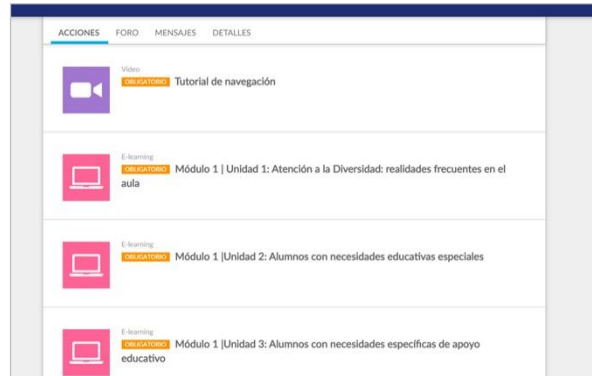 ACCIONES FORO MENSAJES DETALLES
Vídeo
OBLIGATORIO Tutorial de navegación
E-learning
OBLIGATORIO Módulo 1 | Unidad 1: Atención a la Diversidad: realidades frecuentes en el
aula
E-learning
OBLIGATORIO Módulo 1 |Unidad 2: Alumnos con necesidades educativas especiales
E-learning
OBLIGATORIO Módulo 1 |Unidad 3: Alumnos con necesidades específicas de apoyo
educativo